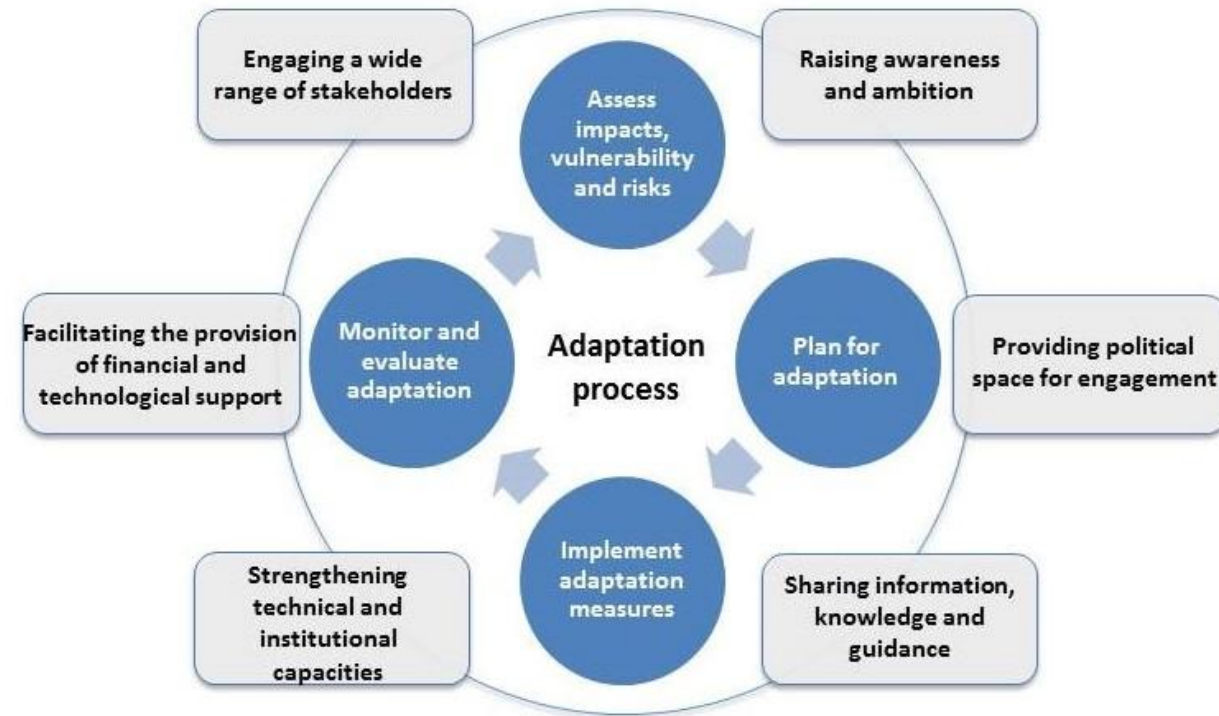 Engaging a wide
range of stakeholders
Raising awareness
and ambition
Assess
impacts,
vulnerability
and risks
Facilitating the provision
of financial and
technological support
Monitor and
evaluate
adaptation
Adaptation
process
Plan for
adaptation
Providing political
space for engagement
Strengthening
technical and
institutional
capacities
Implement
adaptation
measures
Sharing information,
knowledge and
guidance